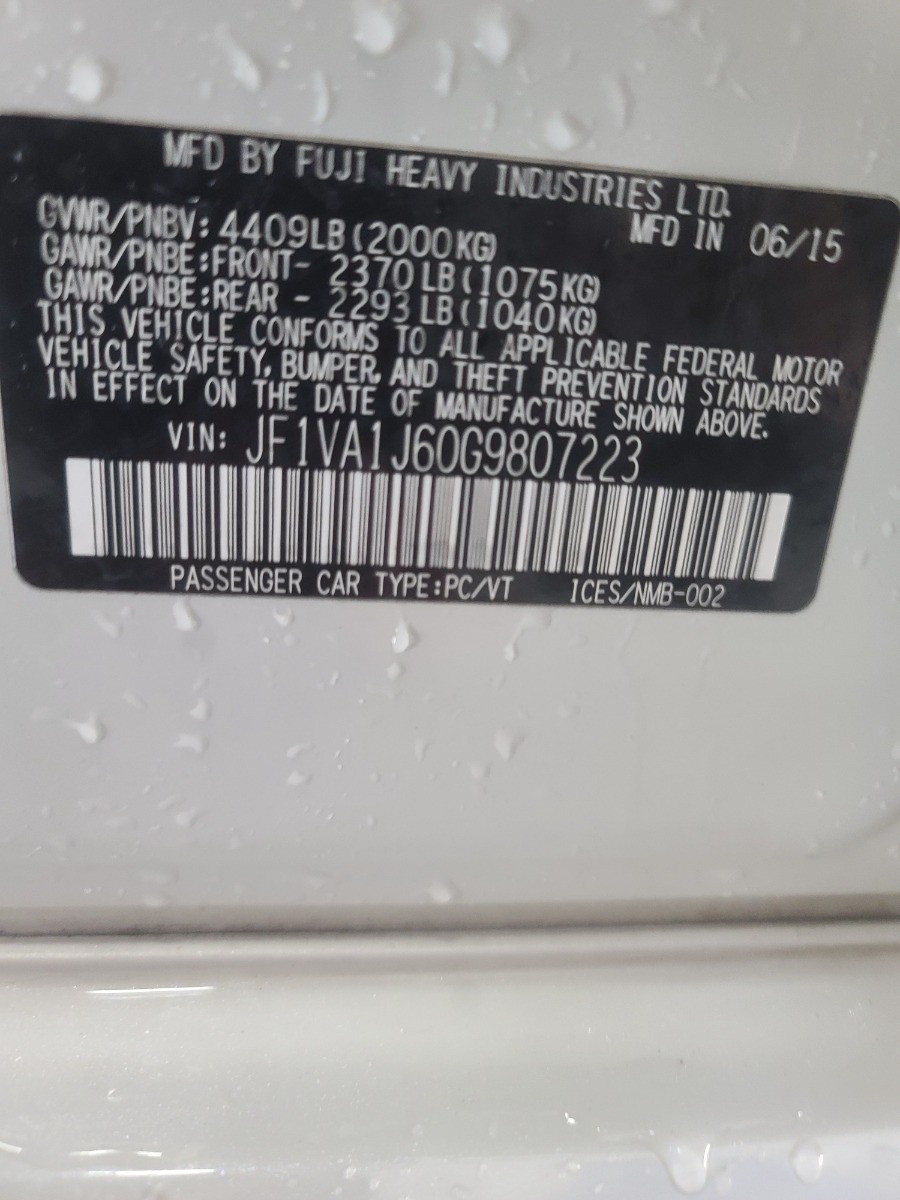 MFD BY FUJI HEAVY INDUSTRIES LTD.
MFD IN 06/15
GVWR/PNBV: 4409LB (2000KG)
GAWR/PNBE:FRONT- 2370 LB (1075KG)
GAWR/PNBE:REAR - 2293 LB (1040KG)
THIS VEHICLE CONFORMS TO ALL APPLICABLE FEDERAL MOTOR
VEHICLE SAFETY, BUMPER, AND THEFT PREVENTION STANDARDS
IN EFFECT ON THE DATE OF MANUFACTURE SHOWN ABOVE.
VIN: JF1VA1J60G9807223
PASSENGER CAR TYPE:PC/VT ICES/NMB-002